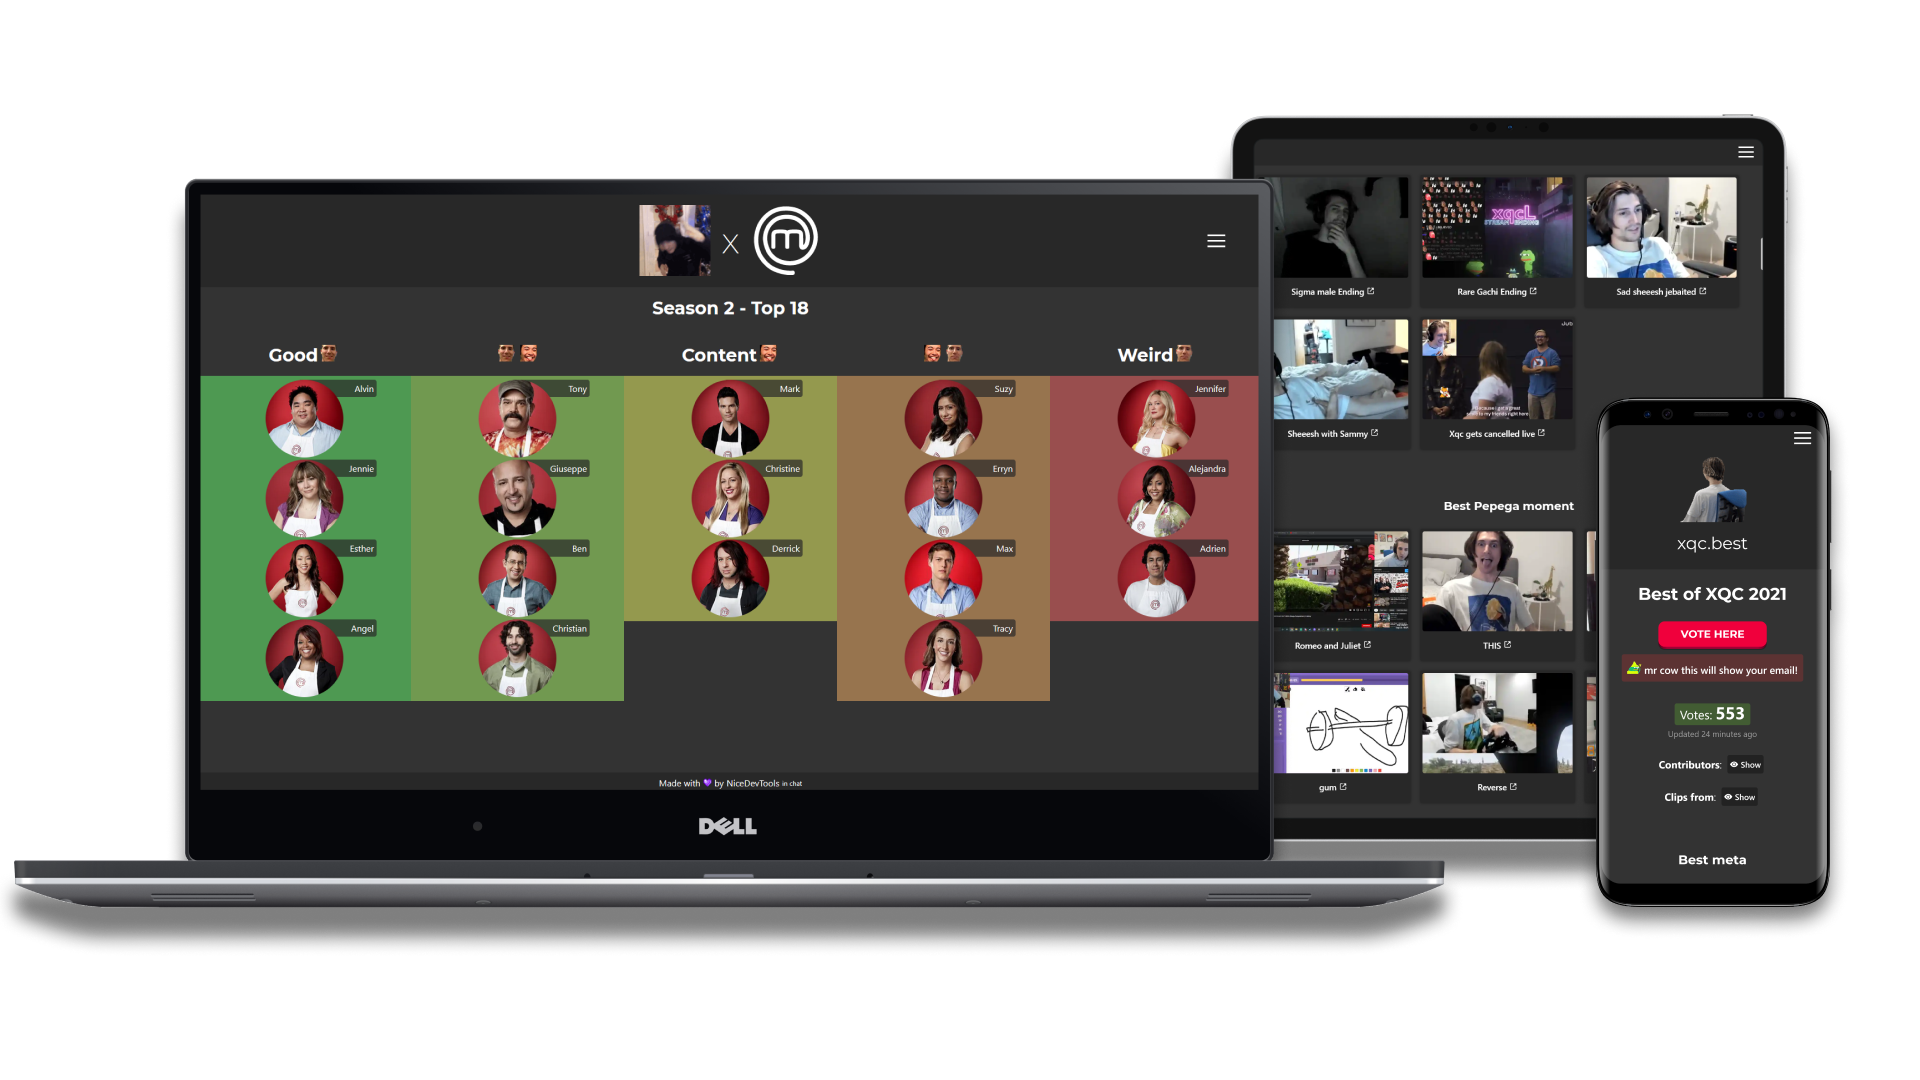 X
Season 2 - Top 18
Good
Content
Weird
Alvin
Tony
Mark
Suzy
Jennifer
Jennie
Giuseppe
Christine
Erryn
Alejandra
Esther
Ben
Derrick
Max
Adrien
Angel
Christian
Tracy
Made with 💜 by NiceDevTools in chat
DELL
xqcL
STREAM ENDING
Sigma male Ending
Rare Gachi Ending
Sad sheeesh jebaited
Jub
Sheeesh with Sammy
Xqc gets cancelled live
Best Pepega moment
Romeo and Juliet
THIS
gum
Reverse
xqc.best
Best of XQC 2021
VOTE HERE
mr cow this will show your email!
Votes: 553
Updated 24 minutes ago
Contributors: Show
Clips from: Show
Best meta